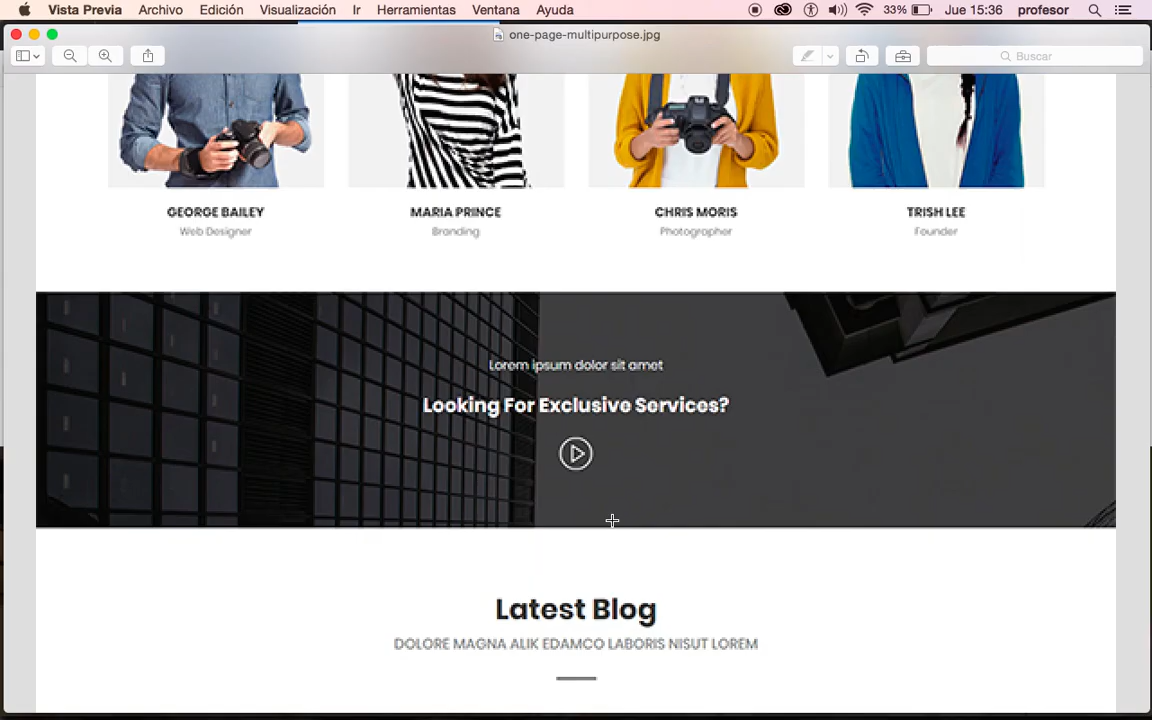 Vista Previa Archivo Edición Visualización Ir Herramientas Ventana Ayuda 33% Jue 15:36 profesor
one-page-multipurpose.jpg
Buscar
GEORGE BAILEY MARIA PRINCE CHRIS MORIS TRISH LEE
Web Designer Branding Photographer Founder
Lorem ipsum dolor sit amet
Looking For Exclusive Services?
Latest Blog
DOLORE MAGNA ALIK EDAMCO LABORIS NISUT LOREM